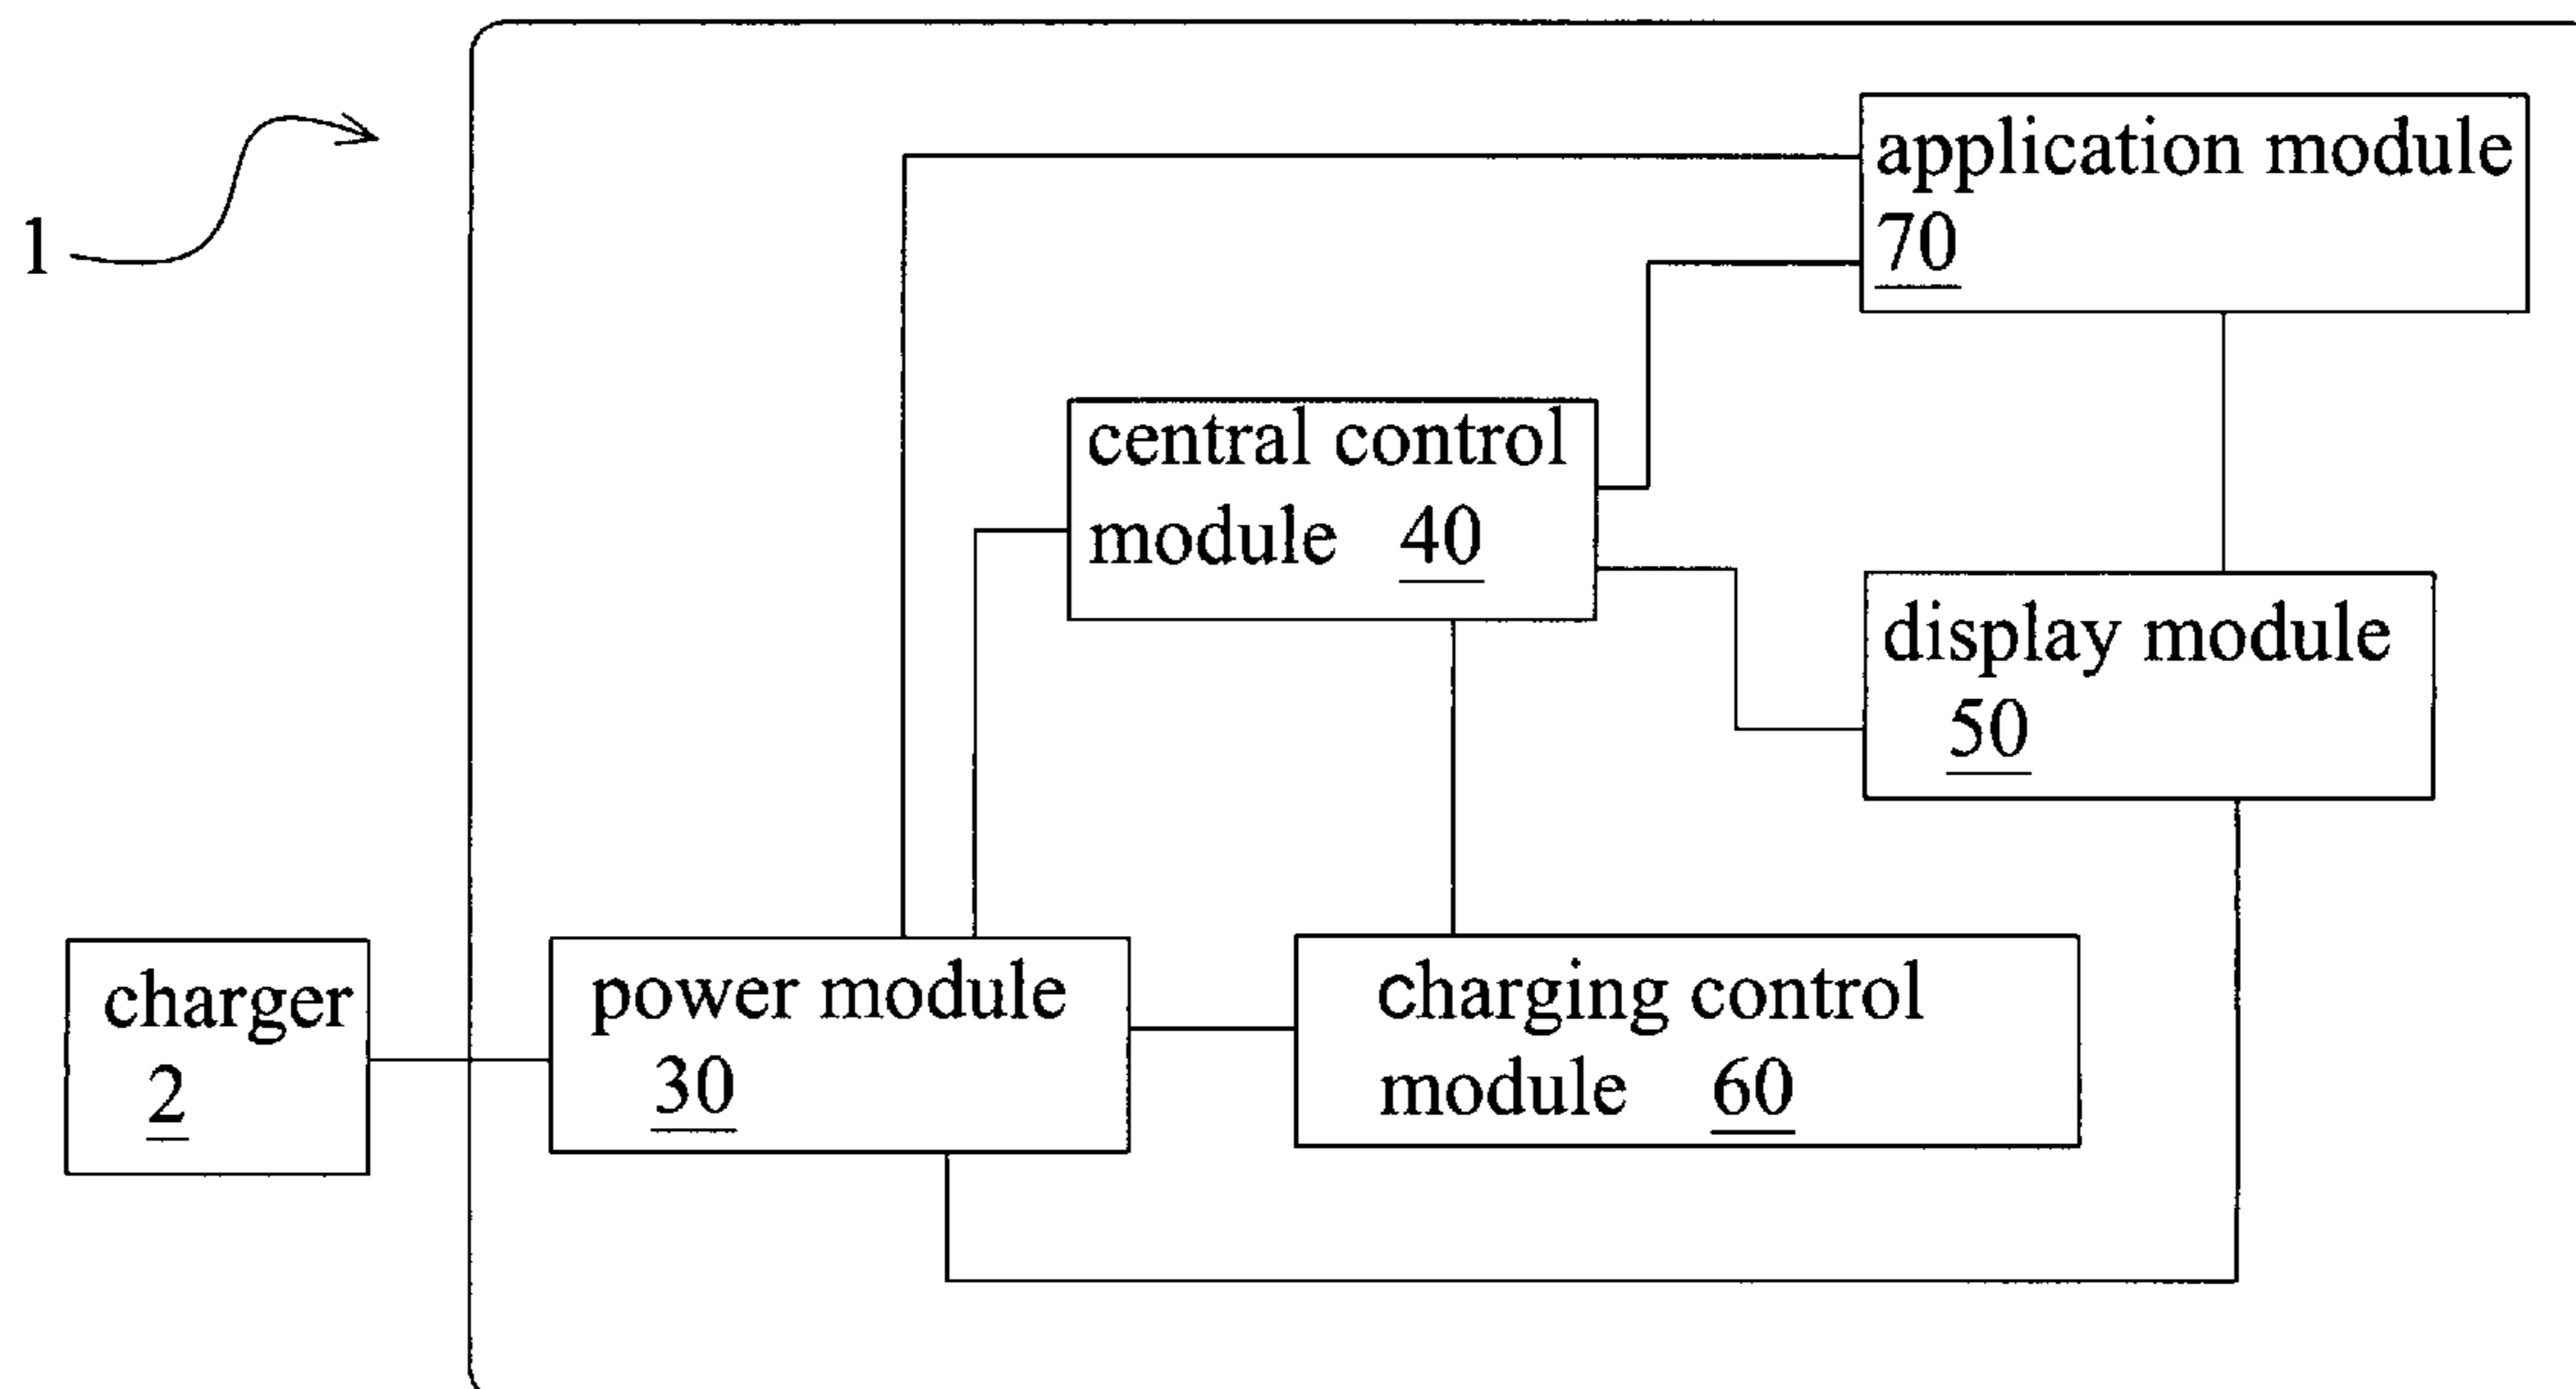 1
application module
70
central control
module 40
display module
50
charger
2
power module
30
charging control
module 60